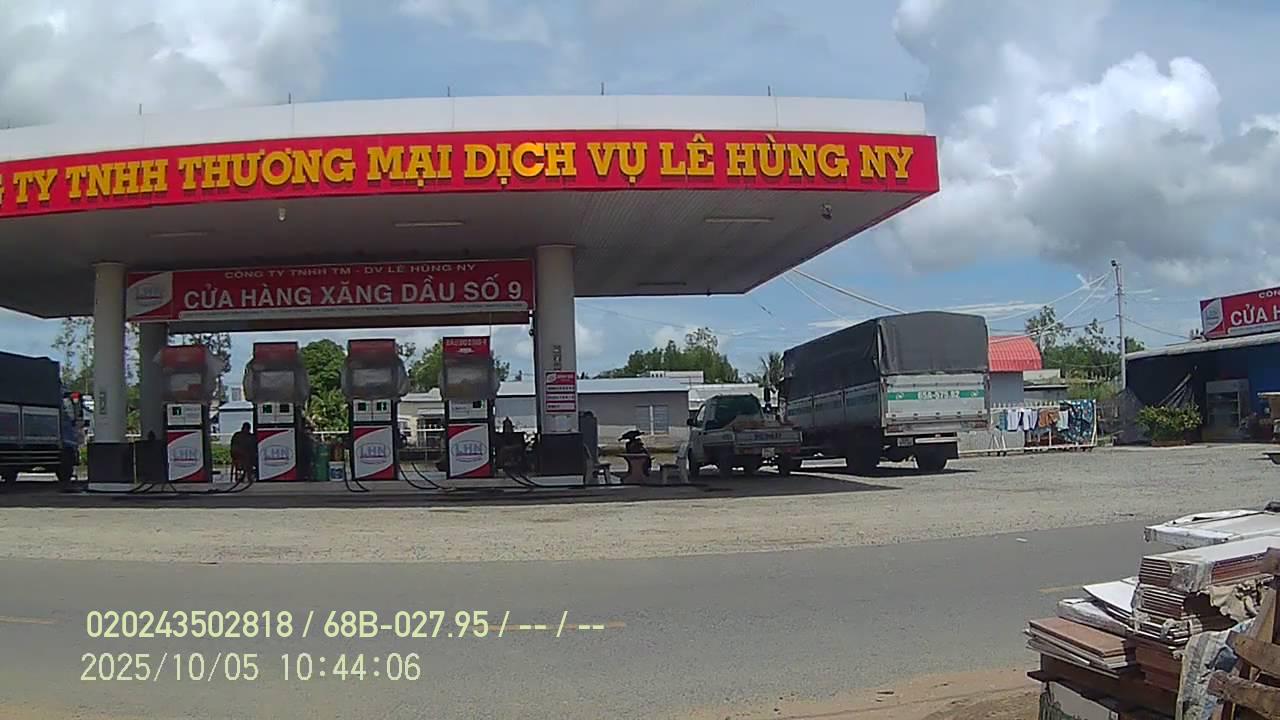 TY TNHH THƯƠNG MẠI DỊCH VỤ LÊ HÙNG NY
CÔNG TY TNHH TM - DV LÊ HÙNG NY
CỬA HÀNG XĂNG DẦU SỐ 9
LHN
LHN
LHN
LHN
LHN
CÔN
CỬA H
020243502818 / 68B-027.95 / -- / --
2025/10/05 10:44:06